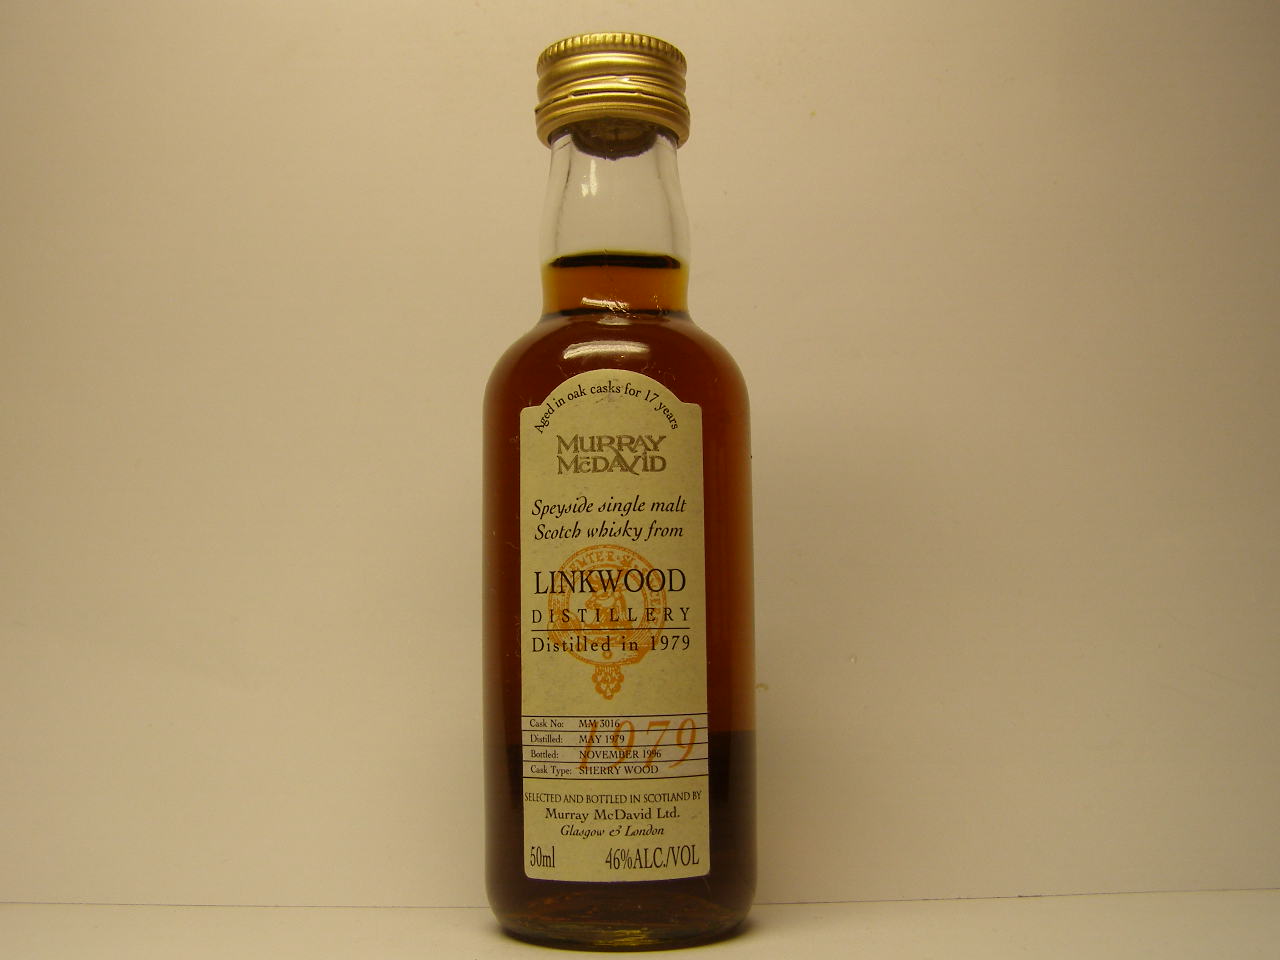 Aged in oak casks for 17 years
MURRAY
McDAVID
Speyside single malt
Scotch whisky from
LINKWOOD
DISTILLERY
Distilled in 1979
1979
Cask No: MM 3016
Distilled: MAY 1979
Bottled: NOVEMBER 1996
Cask Type: SHERRY WOOD
SELECTED AND BOTTLED IN SCOTLAND BY
Murray McDavid Ltd.
Glasgow & London
50ml 46%ALC./VOL